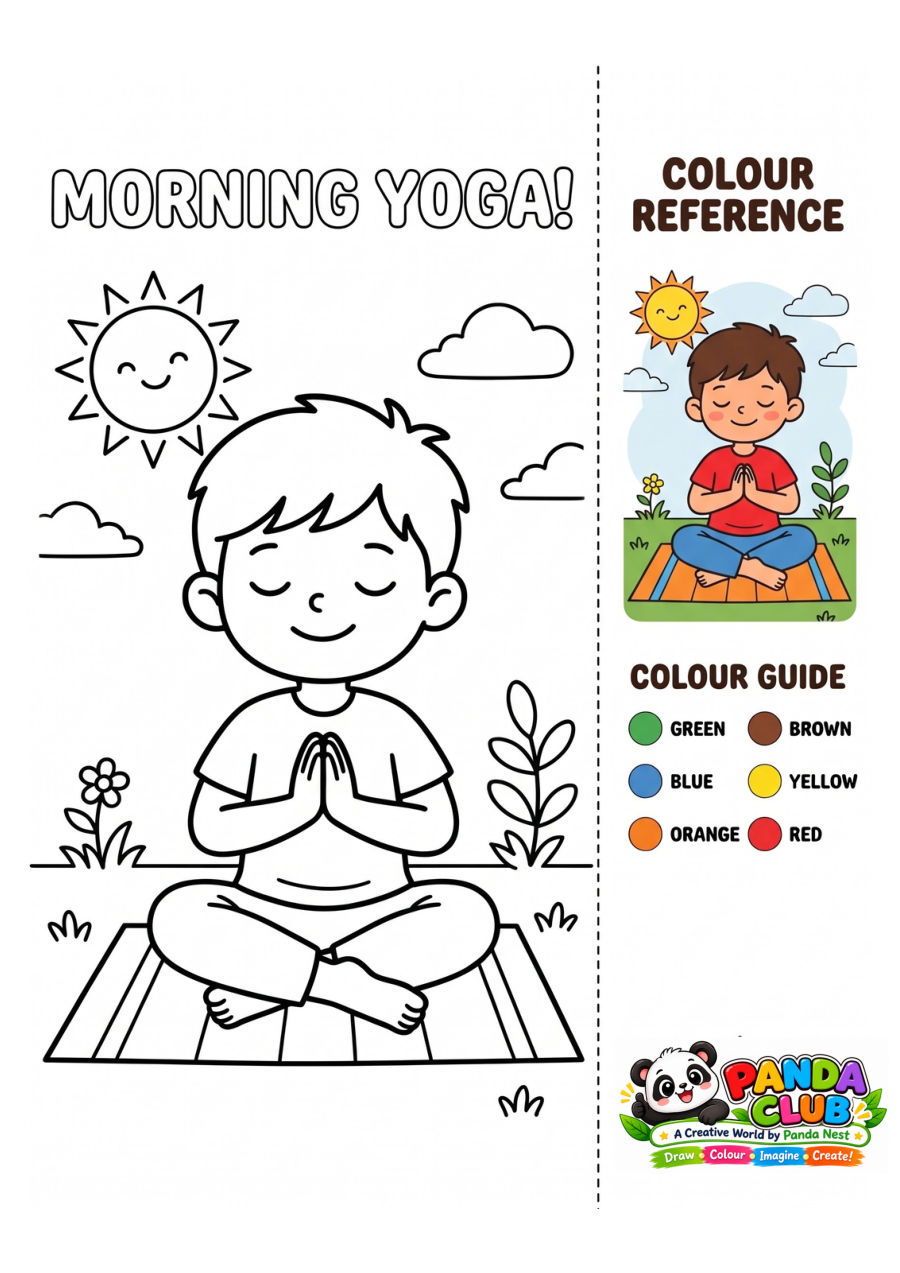 MORNING YOGA!
COLOUR
REFERENCE
COLOUR GUIDE
GREEN BROWN
BLUE YELLOW
ORANGE RED
PANDA
CLUB
A Creative World by Panda Nest
Draw • Colour • Imagine • Create!